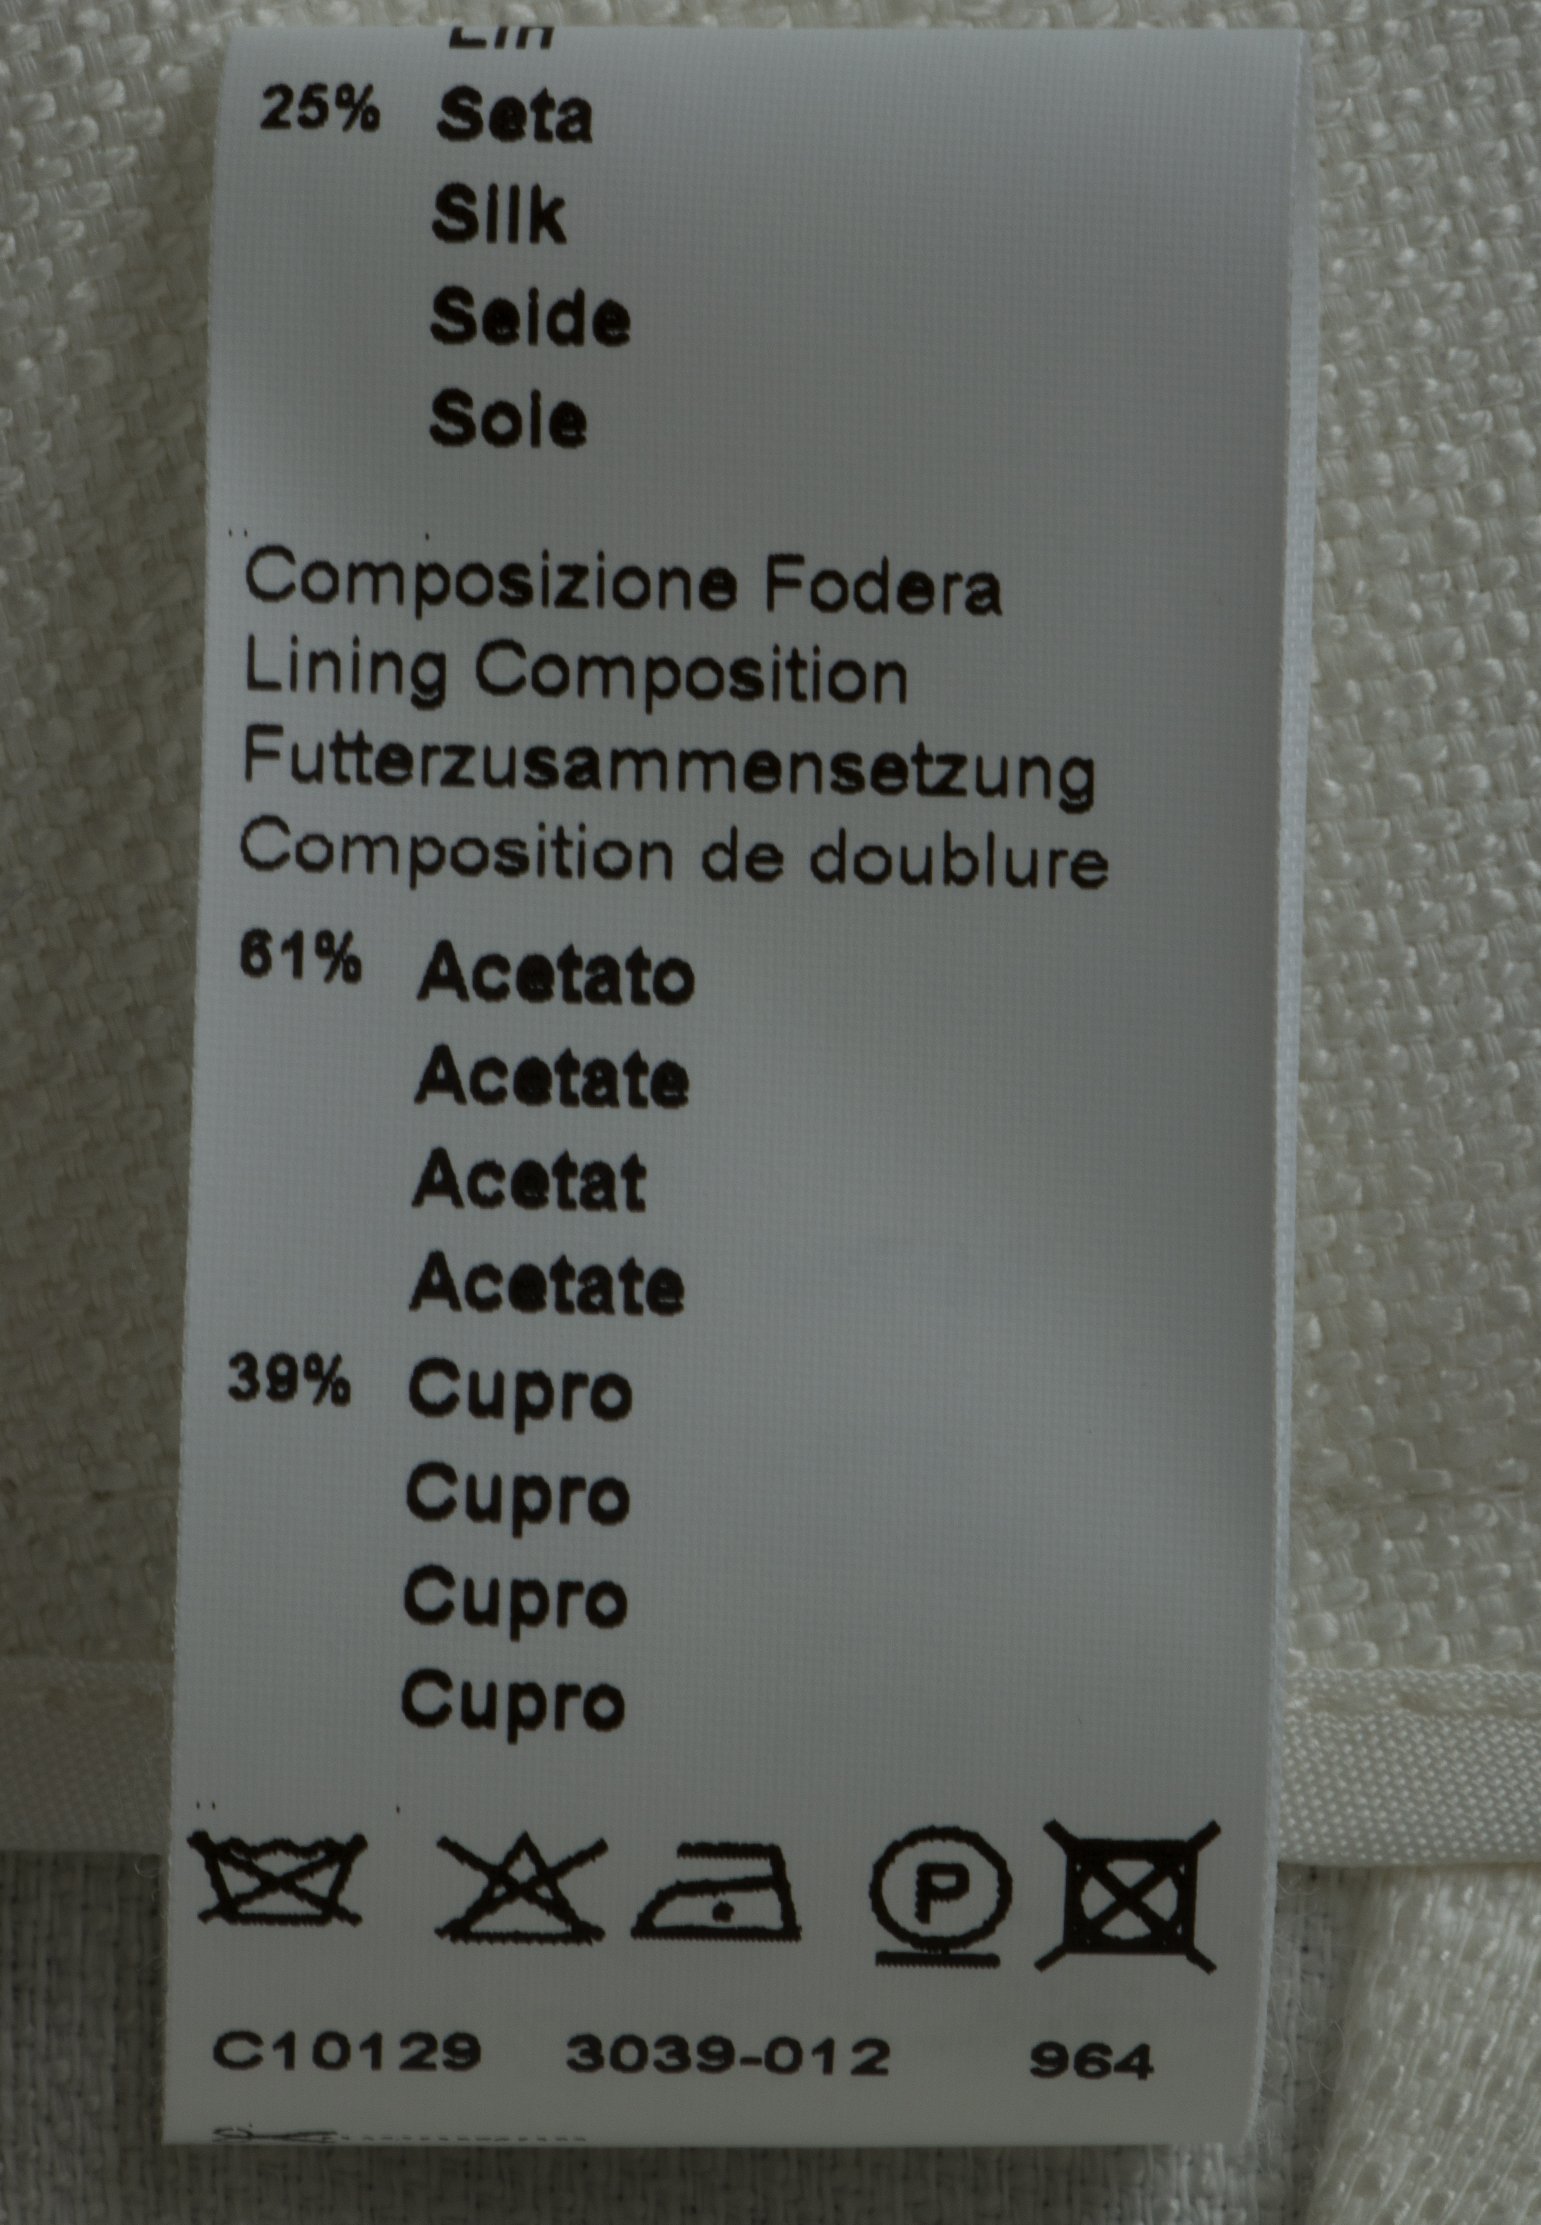 Lin
25% Seta
Silk
Seide
Soie
Composizione Fodera
Lining Composition
Futterzusammensetzung
Composition de doublure
61% Acetato
Acetate
Acetat
Acetate
39% Cupro
Cupro
Cupro
Cupro
P
C10129 3039-012 964